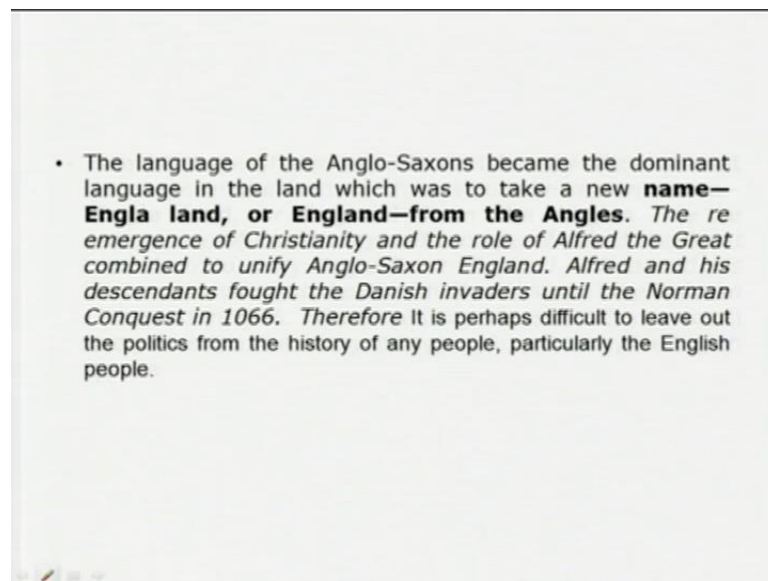 • The language of the Anglo-Saxons became the dominant
language in the land which was to take a new name—
Engla land, or England—from the Angles. The re
emergence of Christianity and the role of Alfred the Great
combined to unify Anglo-Saxon England. Alfred and his
descendants fought the Danish invaders until the Norman
Conquest in 1066. Therefore It is perhaps difficult to leave out
the politics from the history of any people, particularly the English
people.